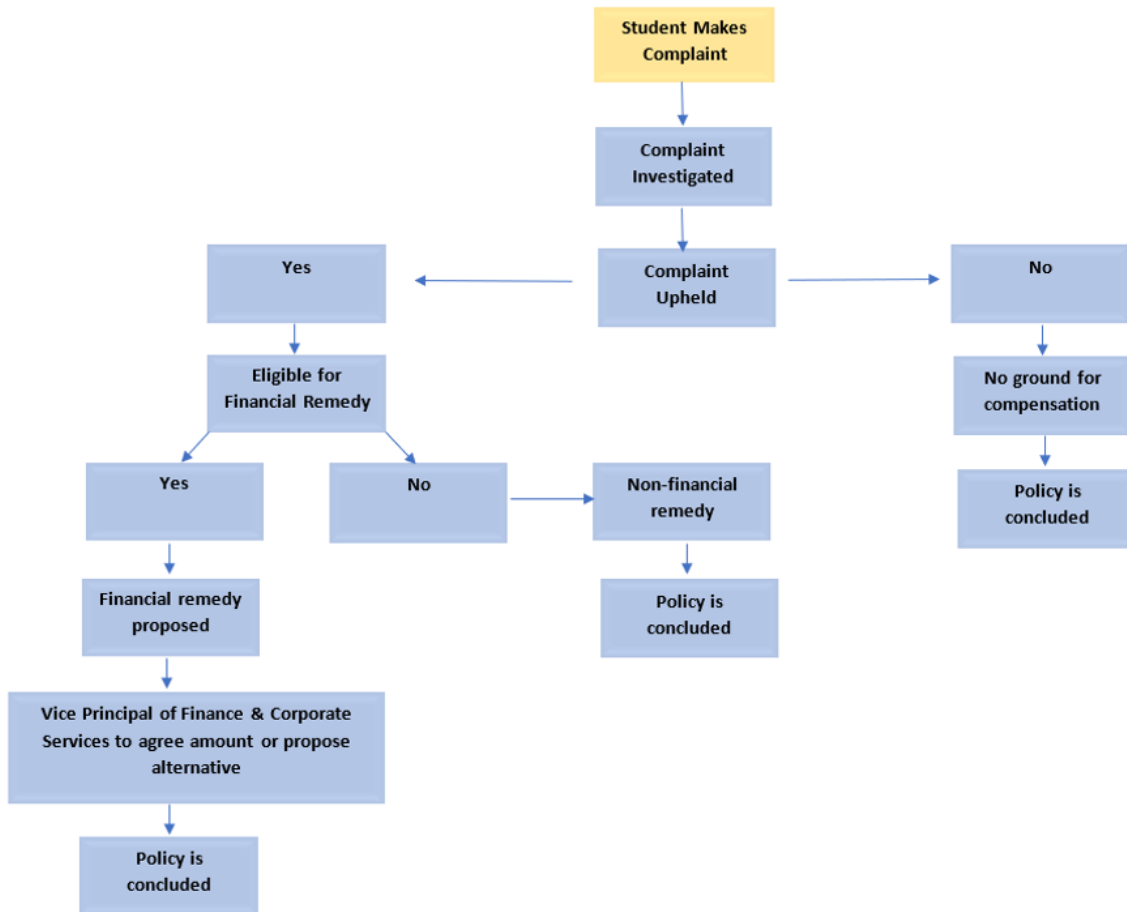 Student Makes
Complaint
Complaint
Investigated
Yes
Complaint
Upheld
No
Eligible for
Financial Remedy
No ground for
compensation
Yes
No
Non-financial
remedy
Policy is
concluded
Financial remedy
proposed
Policy is
concluded
Vice Principal of Finance & Corporate
Services to agree amount or propose
alternative
Policy is
concluded